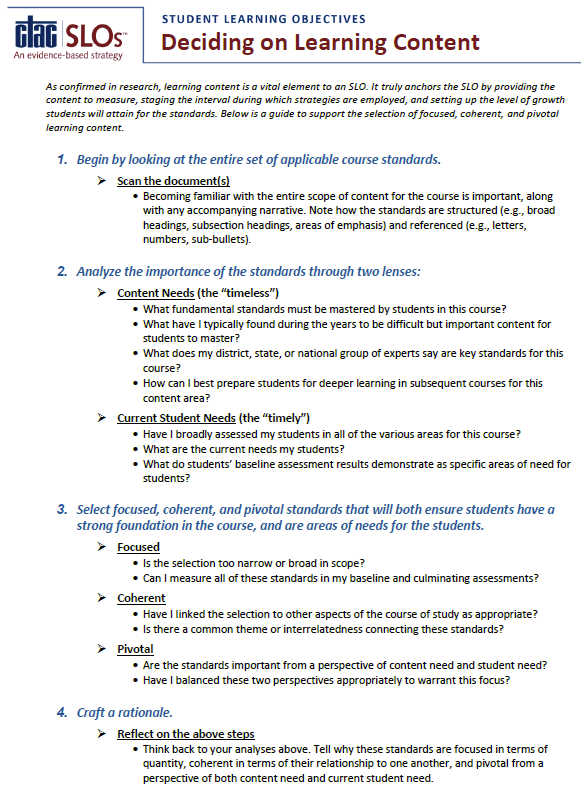 ctac SLOs™
An evidence-based strategy
STUDENT LEARNING OBJECTIVES
Deciding on Learning Content
As confirmed in research, learning content is a vital element to an SLO. It truly anchors the SLO by providing the
content to measure, staging the interval during which strategies are employed, and setting up the level of growth
students will attain for the standards. Below is a guide to support the selection of focused, coherent, and pivotal
learning content.
1. Begin by looking at the entire set of applicable course standards.
➢ Scan the document(s)
• Becoming familiar with the entire scope of content for the course is important, along
with any accompanying narrative. Note how the standards are structured (e.g., broad
headings, subsection headings, areas of emphasis) and referenced (e.g., letters,
numbers, sub-bullets).
2. Analyze the importance of the standards through two lenses:
➢ Content Needs (the “timeless”)
• What fundamental standards must be mastered by students in this course?
• What have I typically found during the years to be difficult but important content for
students to master?
• What does my district, state, or national group of experts say are key standards for this
course?
• How can I best prepare students for deeper learning in subsequent courses for this
content area?
➢ Current Student Needs (the “timely”)
• Have I broadly assessed my students in all of the various areas for this course?
• What are the current needs my students?
• What do students’ baseline assessment results demonstrate as specific areas of need for
students?
3. Select focused, coherent, and pivotal standards that will both ensure students have a
strong foundation in the course, and are areas of needs for the students.
➢ Focused
• Is the selection too narrow or broad in scope?
• Can I measure all of these standards in my baseline and culminating assessments?
➢ Coherent
• Have I linked the selection to other aspects of the course of study as appropriate?
• Is there a common theme or interrelatedness connecting these standards?
➢ Pivotal
• Are the standards important from a perspective of content need and student need?
• Have I balanced these two perspectives appropriately to warrant this focus?
4. Craft a rationale.
➢ Reflect on the above steps
• Think back to your analyses above. Tell why these standards are focused in terms of
quantity, coherent in terms of their relationship to one another, and pivotal from a
perspective of both content need and current student need.